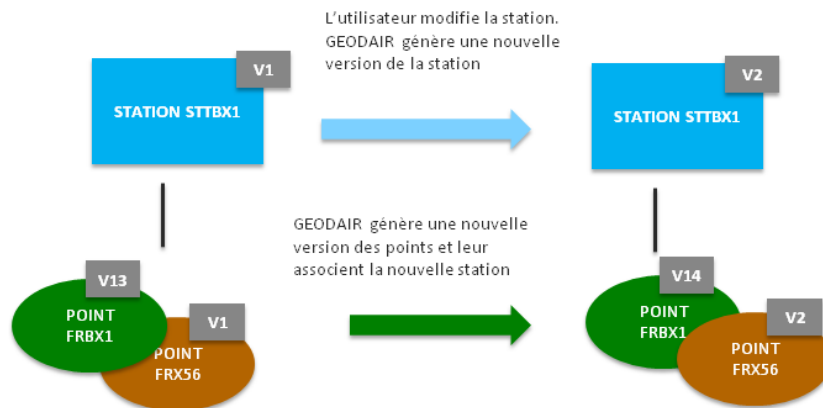 L'utilisateur modifie la station.
GEODAIR génère une nouvelle
version de la station
V1
STATION STTBX1
V2
STATION STTBX1
GEODAIR génère une nouvelle
version des points et leur
associent la nouvelle station
V13
POINT
FRBX1
V1
POINT
FRX56
V14
POINT
FRBX1
V2
POINT
FRX56